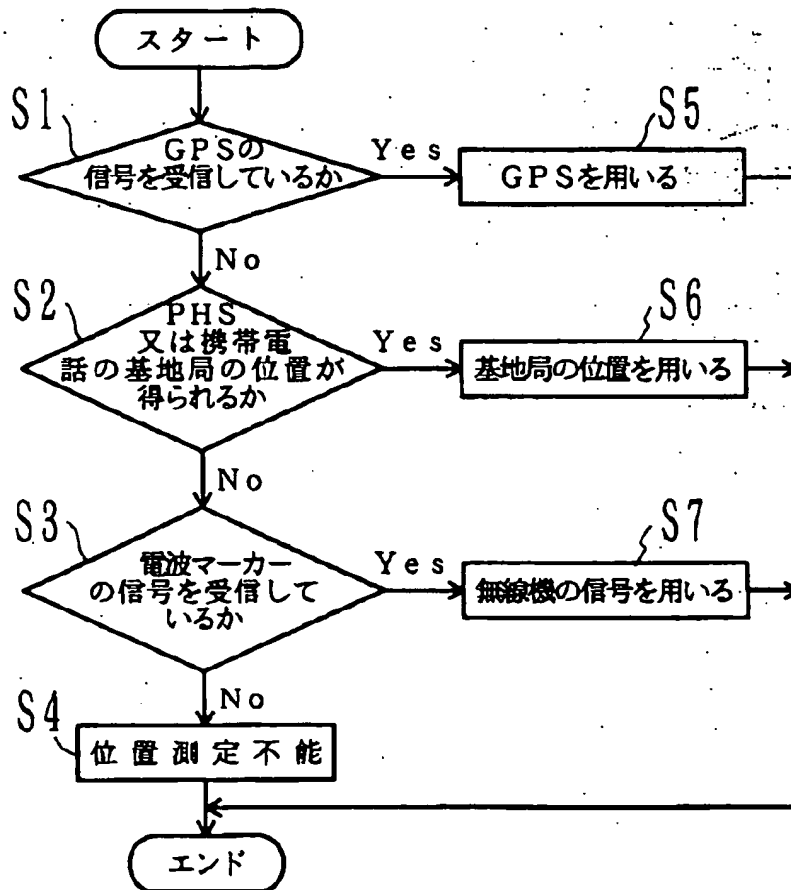 スタート
S1
GPSの
信号を受信しているか
Yes
S5
GPSを用いる
No
S2
PHS
又は携帯電
話の基地局の位置が
得られるか
Yes
S6
基地局の位置を用いる
No
S3
電波マーカー
の信号を受信して
いるか
Yes
S7
無線機の信号を用いる
No
S4
位置測定不能
エンド